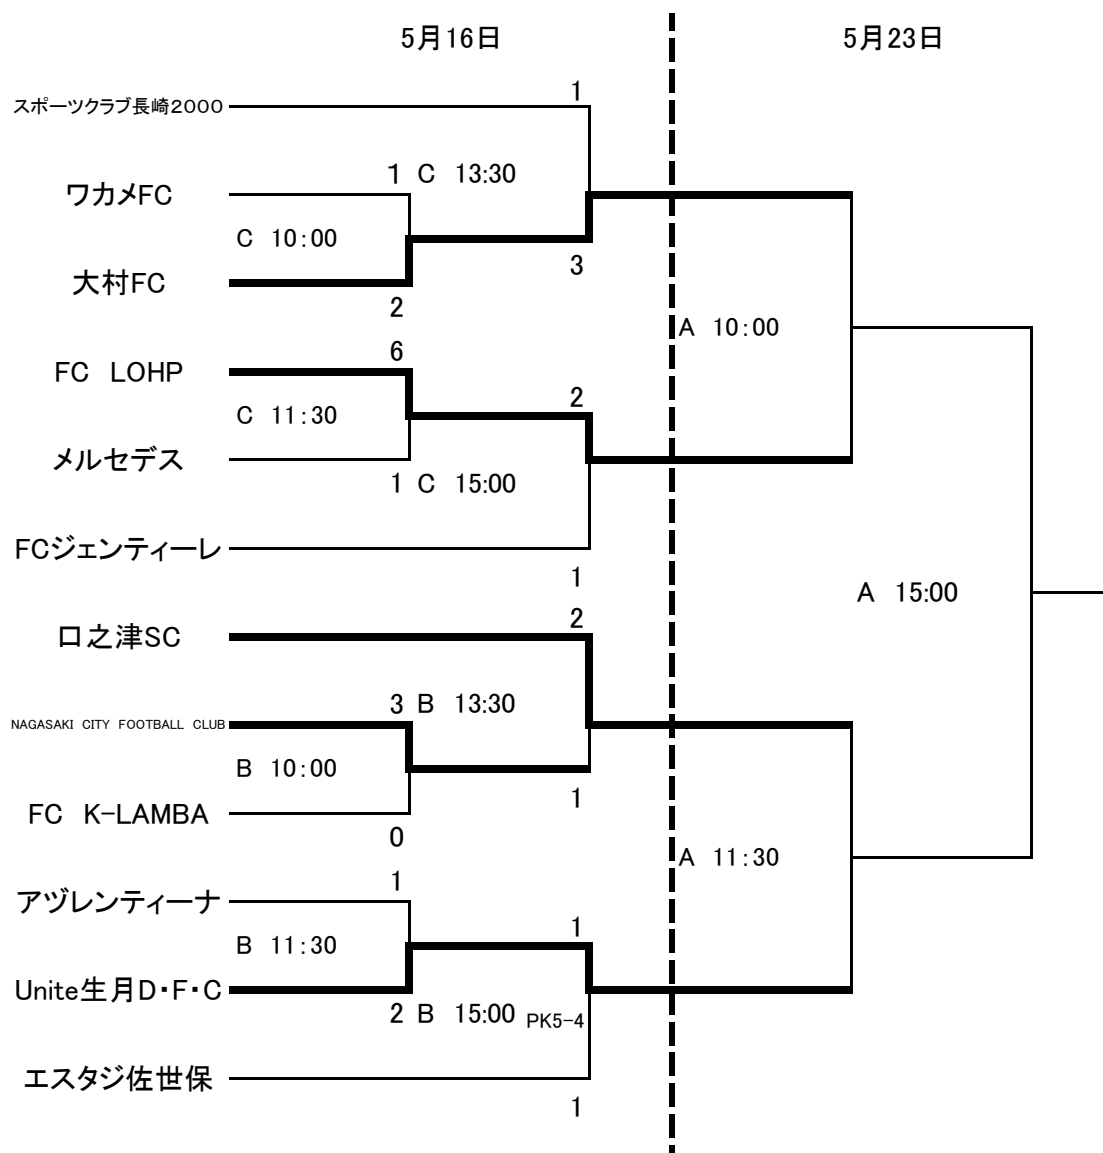 5月16日
5月23日
1
スポーツクラブ長崎2000
1 C 13:30
ワカメFC
C 10:00
3
大村FC
2
A 10:00
6
FC LOHP
2
C 11:30
メルセデス
1 C 15:00
FCジェンティーレ
1
A 15:00
2
口之津SC
3 B 13:30
NAGASAKI CITY FOOTBALL CLUB
B 10:00
1
FC K-LAMBA
0
A 11:30
1
アヅレンティーナ
1
B 11:30
Unite生月D・F・C
2 B 15:00 PK5-4
エスタジ佐世保
1